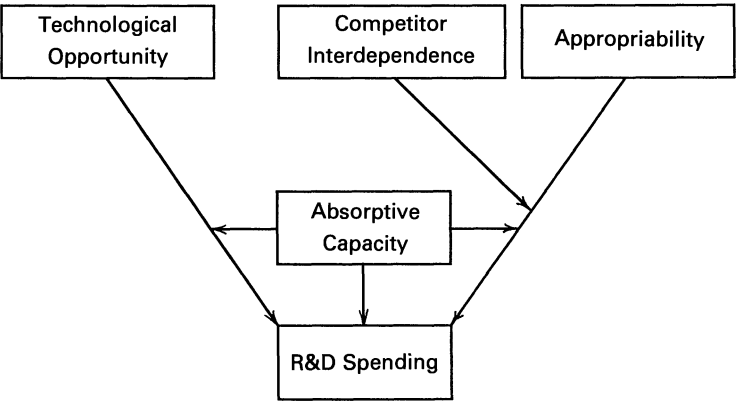 Technological
Opportunity
Competitor
Interdependence
Appropriability
Absorptive
Capacity
R&D Spending